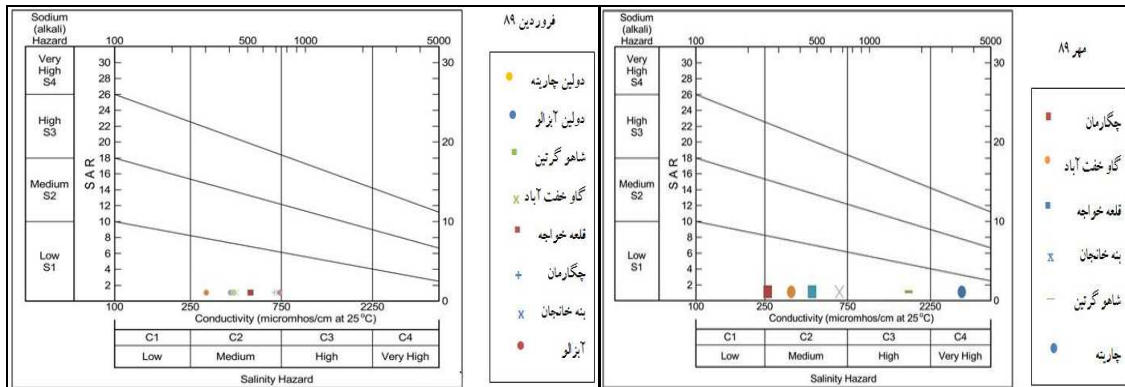 Sodium
(alkali)
Hazard
100
500
1000
5000
Very
High
S4
High
S3
Medium
S2
Low
S1
SAR
30
28
26
24
22
20
18
16
14
12
10
8
6
4
2
30
20
10
0
100
250
750
2250
Conductivity (micromhos/cm at 25 °C)
C1
C2
C3
C4
Low
Medium
High
Very High
Salinity Hazard
فروردین ۸۹
دولین چاربنه
دولین آبزالو
شاهو گرتین
گاو خفت آباد
قلعه خواجه
چگارمان
بنه خانجان
آبزالو
Sodium
(alkali)
Hazard
100
500
1000
5000
Very
High
S4
High
S3
Medium
S2
Low
S1
SAR
30
28
26
24
22
20
18
16
14
12
10
8
6
4
2
30
20
10
0
100
250
750
2250
Conductivity (micromhos/cm at 25 °C)
C1
C2
C3
C4
Low
Medium
High
Very High
Salinity Hazard
مهر ۸۹
چگارمان
گاو خفت آباد
قلعه خواجه
بنه خانجان
شاهو گرتین
چاربنه